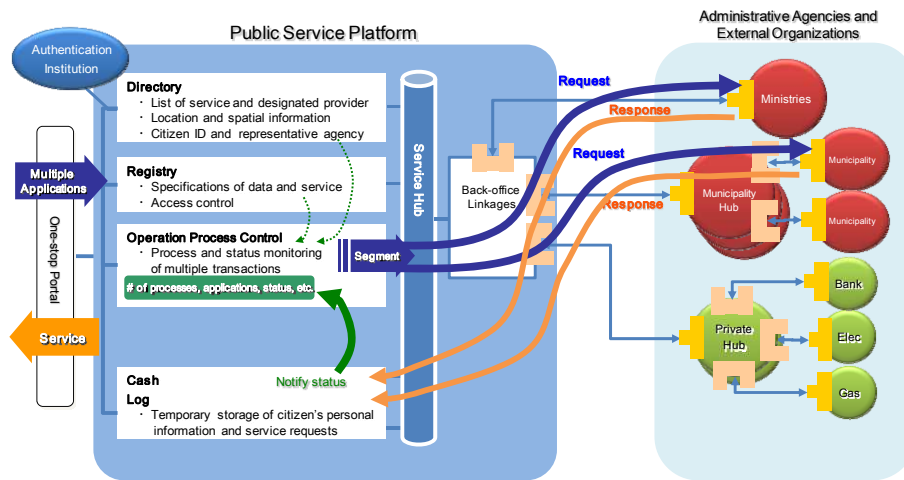 Public Service Platform
Administrative Agencies and
External Organizations
Authentication
Institution
Directory
・ List of service and designated provider
・ Location and spatial information
・ Citizen ID and representative agency
Registry
・ Specifications of data and service
・ Access control
Operation Process Control
・ Process and status monitoring
of multiple transactions
# of processes, applications, status, etc.
Cash
Notify status
Log
・ Temporary storage of citizen's personal
information and service requests
Multiple
Applications
One-stop Portal
Service
Segment
Service Hub
Back-office
Linkages
Request
Response
Request
Response
Ministries
Municipality
Municipality
Hub
Municipality
Private
Hub
Bank
Elec
Gas